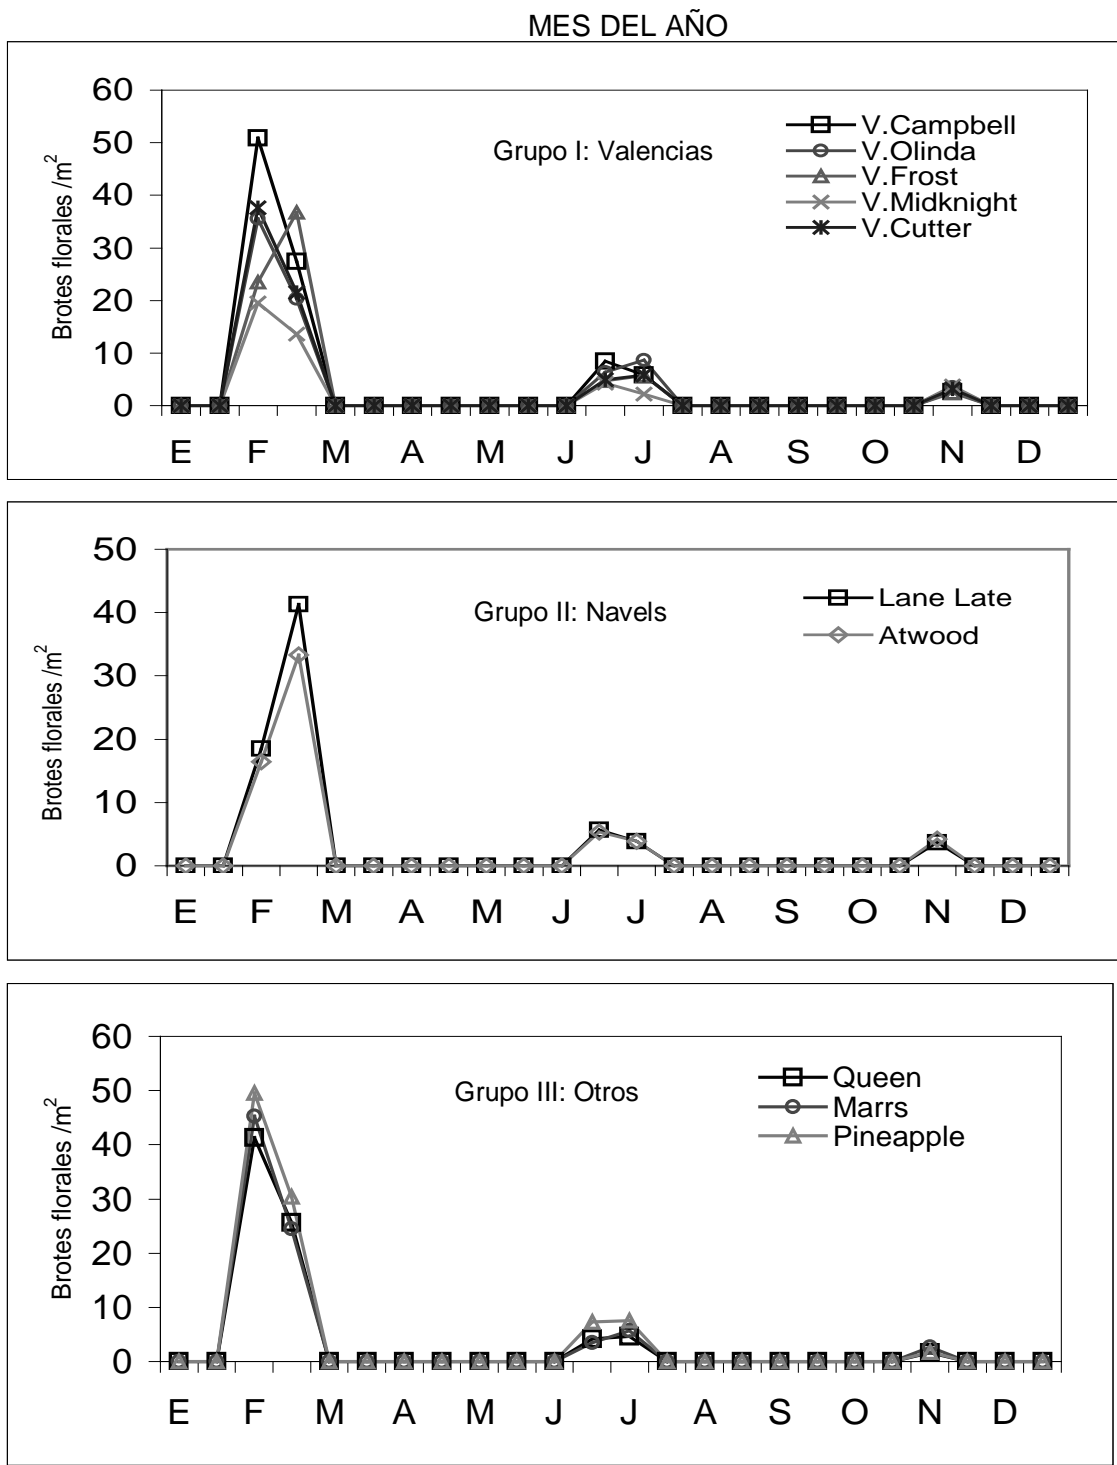 MES DEL AÑO
60
50
40
30
20
10
0
Brotes florales /m²
Grupo I: Valencias
V.Campbell
V.Olinda
V.Frost
V.Midknight
V.Cutter
E F M A M J J A S O N D
50
40
30
20
10
0
Brotes florales /m²
Grupo II: Navels
Lane Late
Atwood
E F M A M J J A S O N D
60
50
40
30
20
10
0
Brotes florales /m²
Grupo III: Otros
Queen
Marrs
Pineapple
E F M A M J J A S O N D